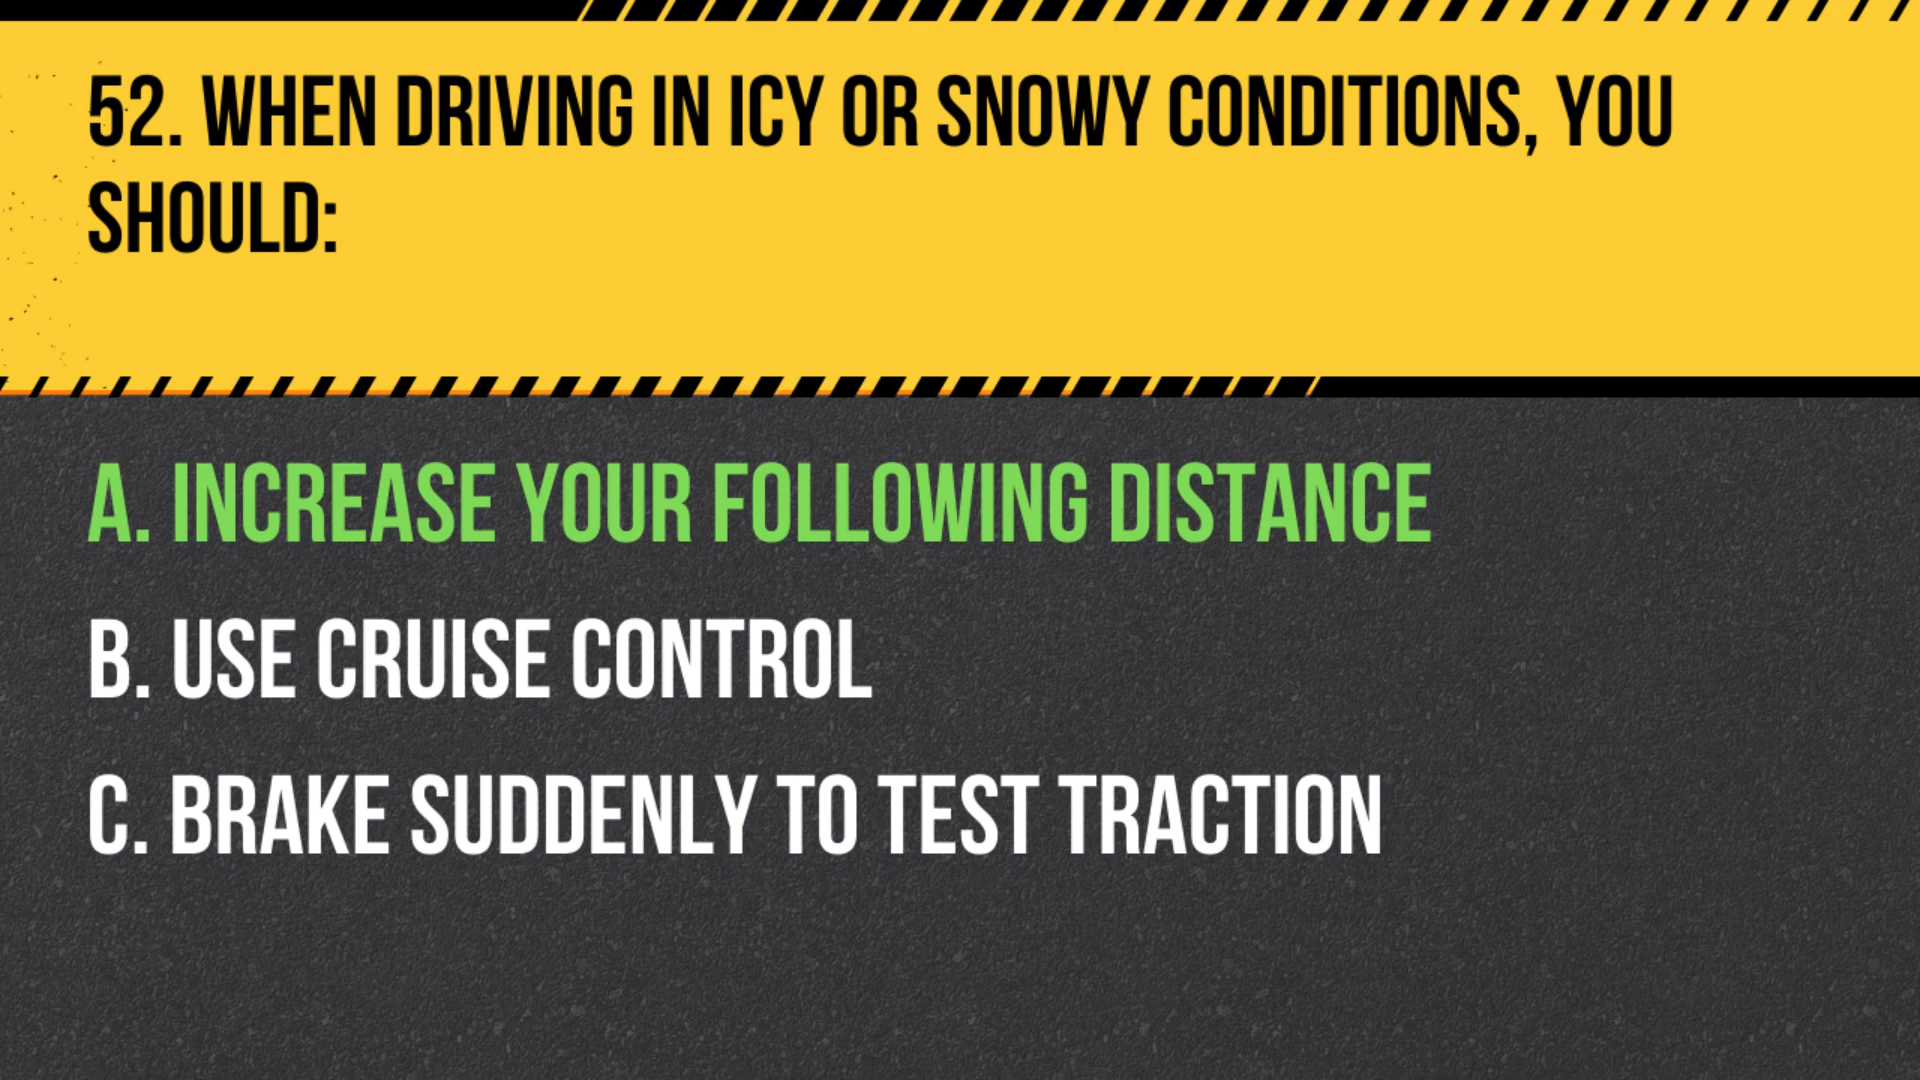 52. WHEN DRIVING IN ICY OR SNOWY CONDITIONS, YOU
SHOULD:
A. INCREASE YOUR FOLLOWING DISTANCE
B. USE CRUISE CONTROL
C. BRAKE SUDDENLY TO TEST TRACTION